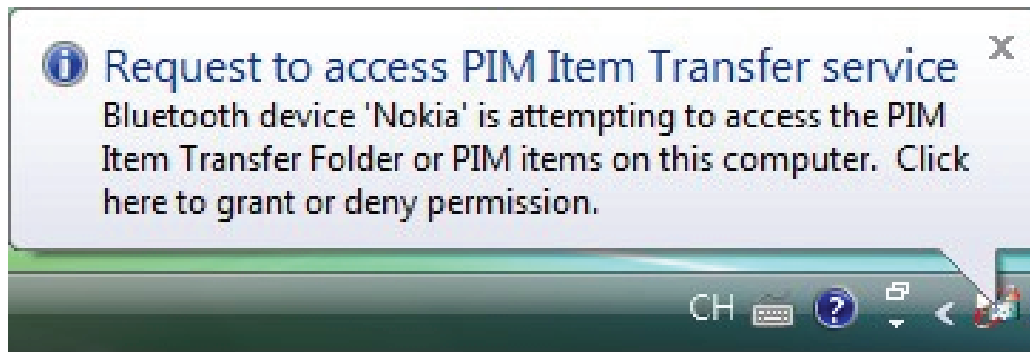 Request to access PIM Item Transfer service
Bluetooth device 'Nokia' is attempting to access the PIM
Item Transfer Folder or PIM items on this computer. Click
here to grant or deny permission.
CH